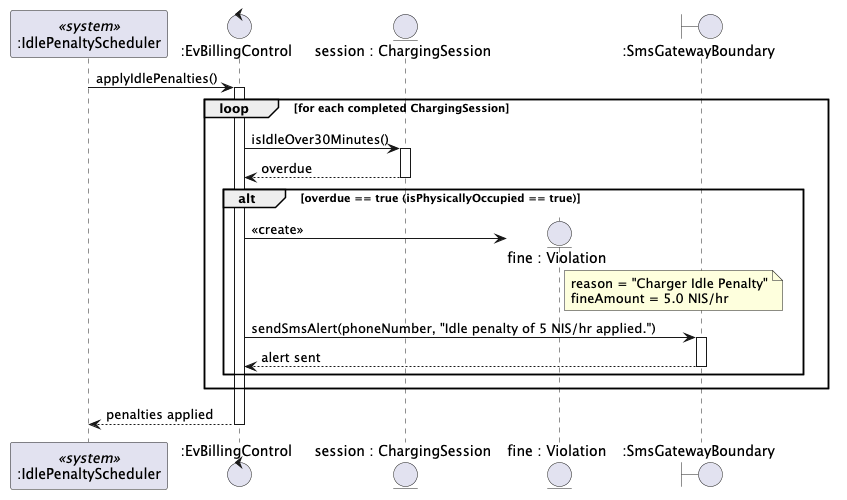 «system»
:IdlePenaltyScheduler
:EvBillingControl
session : ChargingSession
:SmsGatewayBoundary
applyIdlePenalties()
loop
[for each completed ChargingSession]
isIdleOver30Minutes()
overdue
alt
[overdue == true (isPhysicallyOccupied == true)]
«create»
fine : Violation
reason = "Charger Idle Penalty"
fineAmount = 5.0 NIS/hr
sendSmsAlert(phoneNumber, "Idle penalty of 5 NIS/hr applied.")
alert sent
penalties applied
«system»
:IdlePenaltyScheduler
:EvBillingControl
session : ChargingSession
fine : Violation
:SmsGatewayBoundary